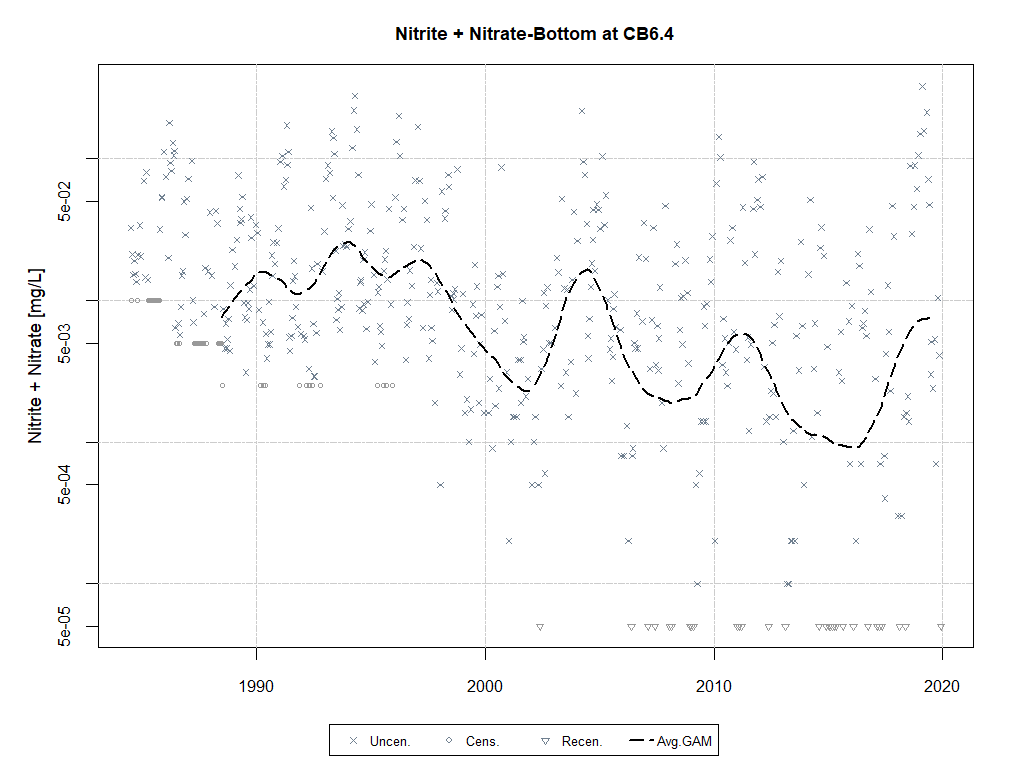 Nitrite + Nitrate-Bottom at CB6.4
Nitrite + Nitrate [mg/L]
5e-02
5e-03
5e-04
5e-05
1990 2000 2010 2020
Uncen. Cens. Recen. Avg.GAM